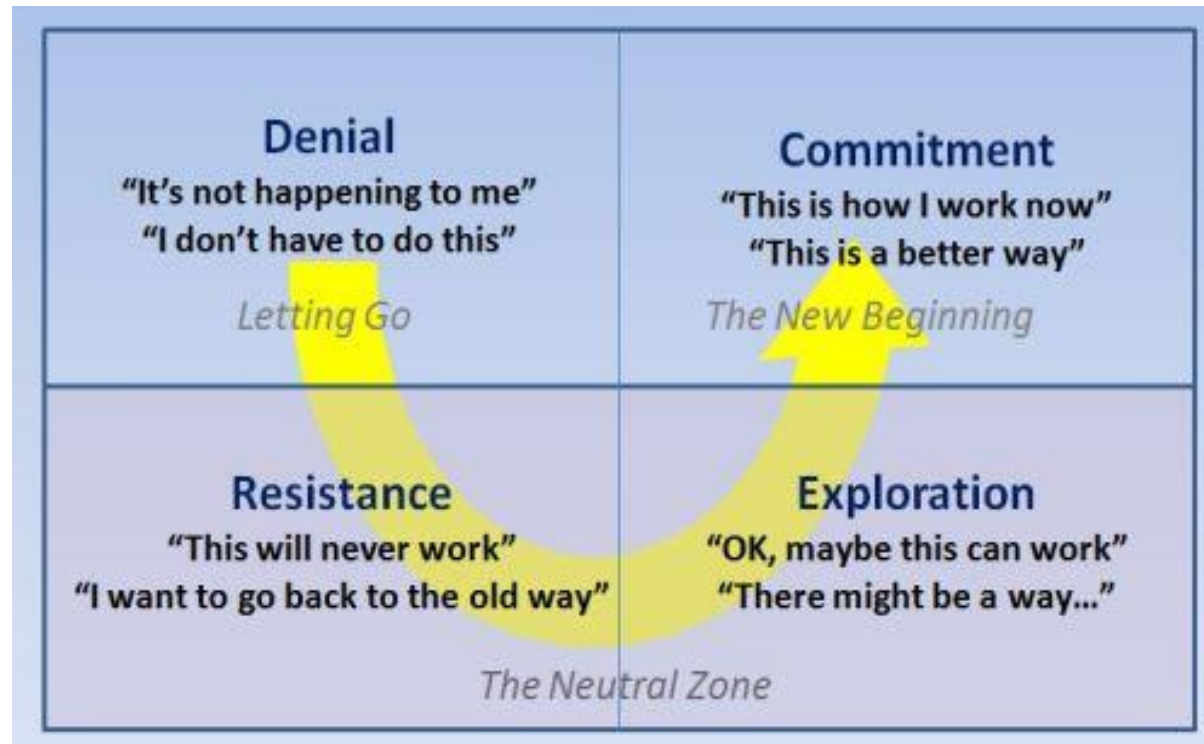 Denial
“It’s not happening to me”
“I don’t have to do this”
Letting Go
Commitment
“This is how I work now”
“This is a better way”
The New Beginning
Resistance
“This will never work”
“I want to go back to the old way”
Exploration
“OK, maybe this can work”
“There might be a way...”
The Neutral Zone